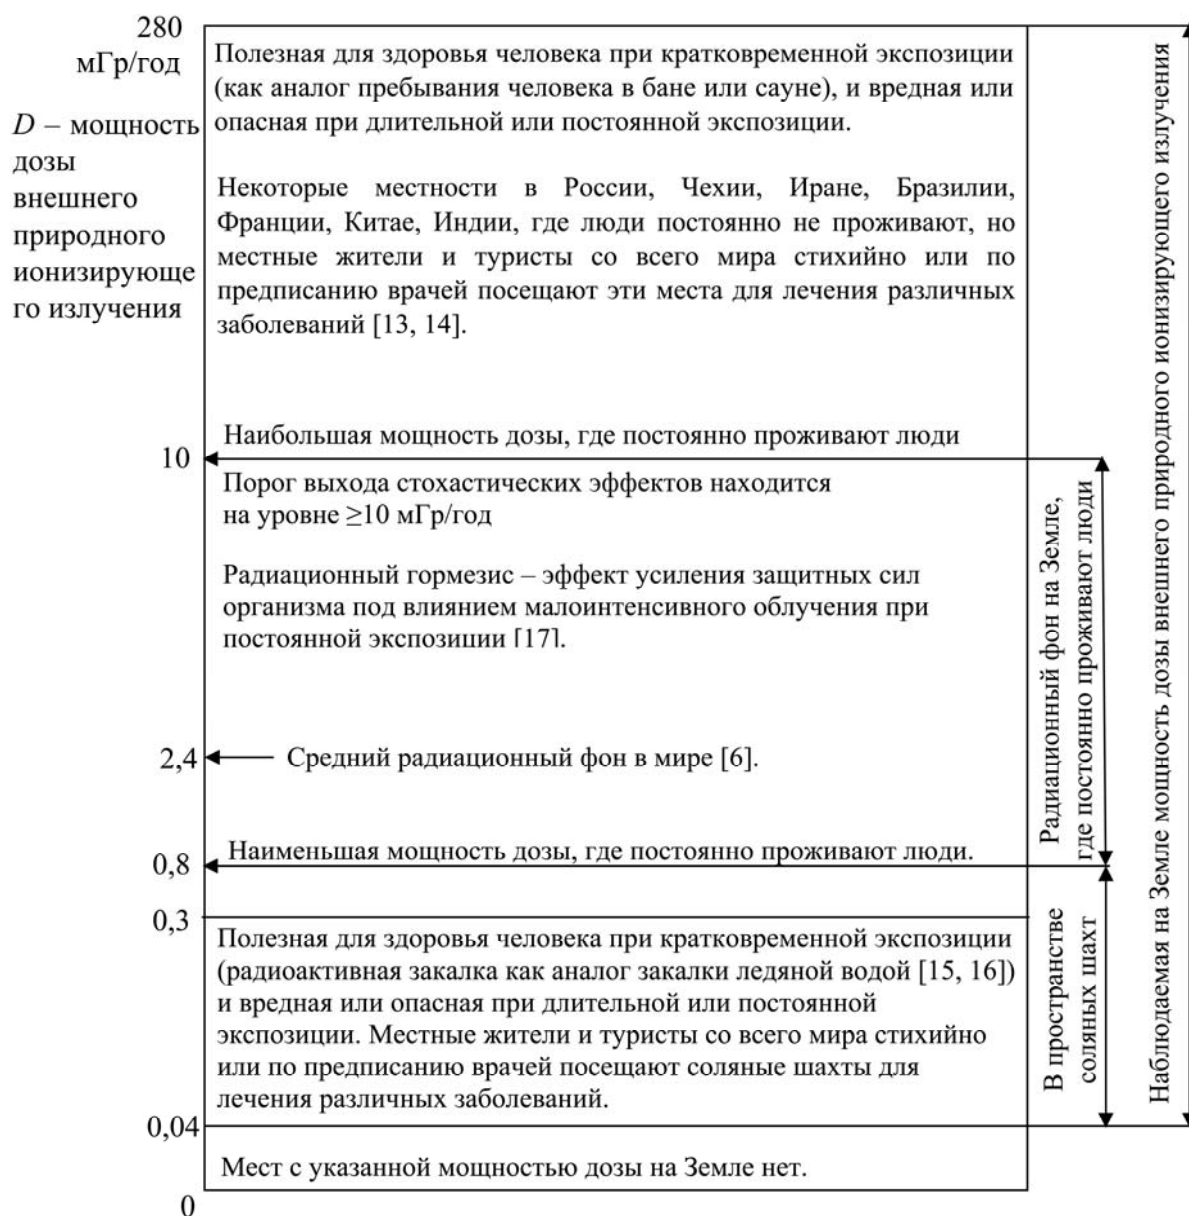 280
мГр/год
D – мощность
дозы
внешнего
природного
ионизирующе
го излучения
Полезная для здоровья человека при кратковременной экспозиции
(как аналог пребывания человека в бане или сауне), и вредная или
опасная при длительной или постоянной экспозиции.
Некоторые местности в России, Чехии, Иране, Бразилии,
Франции, Китае, Индии, где люди постоянно не проживают, но
местные жители и туристы со всего мира стихийно или по
предписанию врачей посещают эти места для лечения различных
заболеваний [13, 14].
Наибольшая мощность дозы, где постоянно проживают люди
10
Порог выхода стохастических эффектов находится
на уровне ≥10 мГр/год
Радиационный гормезис – эффект усиления защитных сил
организма под влиянием малоинтенсивного облучения при
постоянной экспозиции [17].
2,4
Средний радиационный фон в мире [6].
Наименьшая мощность дозы, где постоянно проживают люди.
0,8
0,3
Полезная для здоровья человека при кратковременной экспозиции
(радиоактивная закалка как аналог закалки ледяной водой [15, 16])
и вредная или опасная при длительной или постоянной
экспозиции. Местные жители и туристы со всего мира стихийно
или по предписанию врачей посещают соляные шахты для
лечения различных заболеваний.
0,04
Мест с указанной мощностью дозы на Земле нет.
0
Радиационный фон на Земле,
где постоянно проживают люди
В пространстве
соляных шахт
Наблюдаемая на Земле мощность дозы внешнего природного ионизирующего излучения